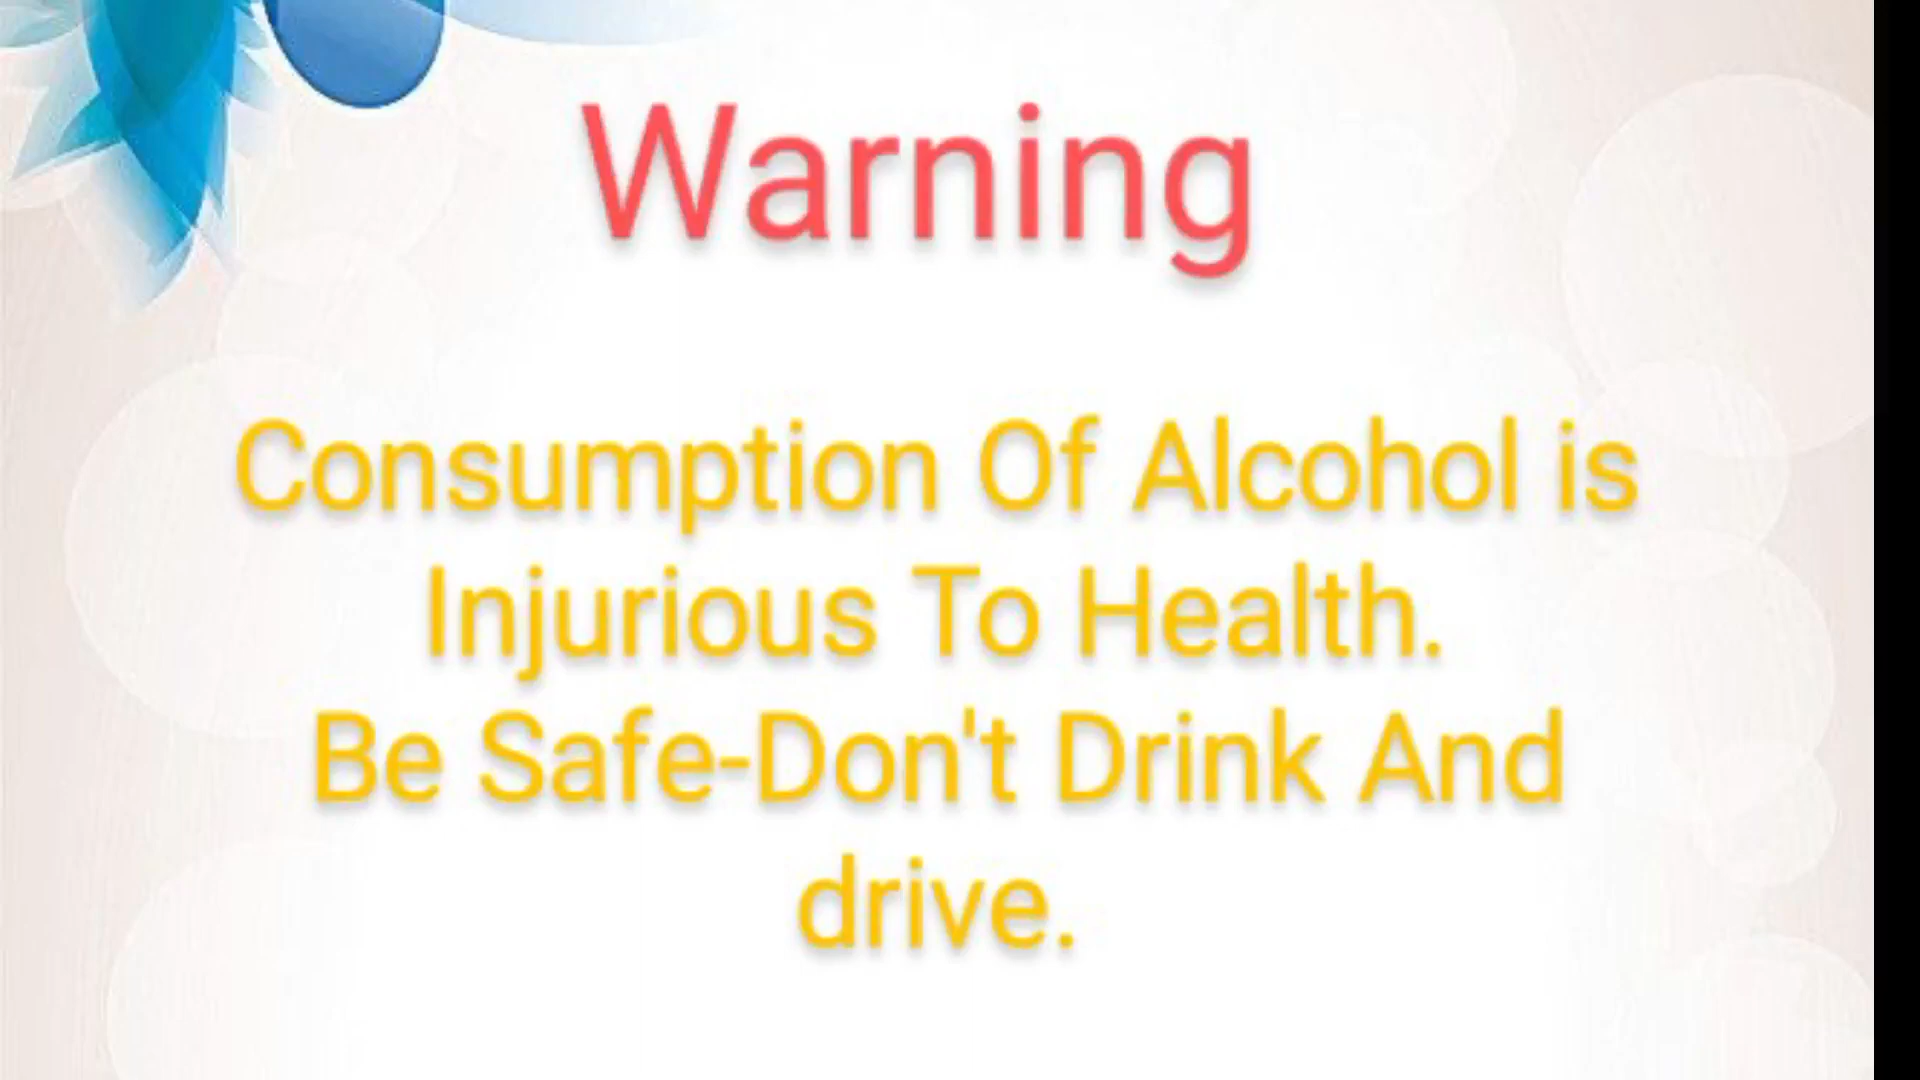 Warning
Consumption Of Alcohol is
Injurious To Health.
Be Safe-Don't Drink And
drive.